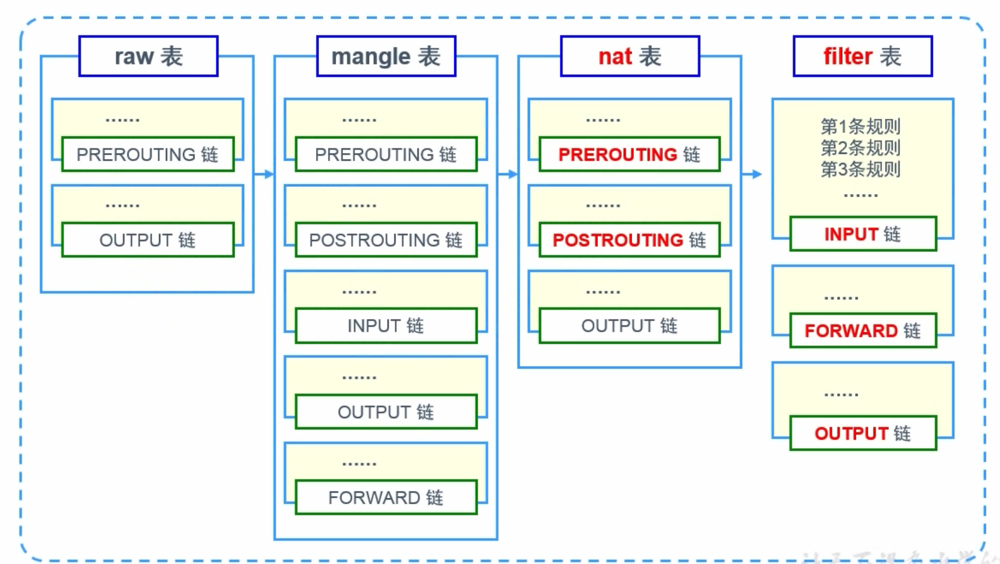 raw 表
……
PREROUTING 链
……
OUTPUT 链
mangle 表
……
PREROUTING 链
……
POSTROUTING 链
……
INPUT 链
……
OUTPUT 链
……
FORWARD 链
nat 表
……
PREROUTING 链
……
POSTROUTING 链
……
OUTPUT 链
filter 表
第1条规则
第2条规则
第3条规则
……
INPUT 链
……
FORWARD 链
……
OUTPUT 链